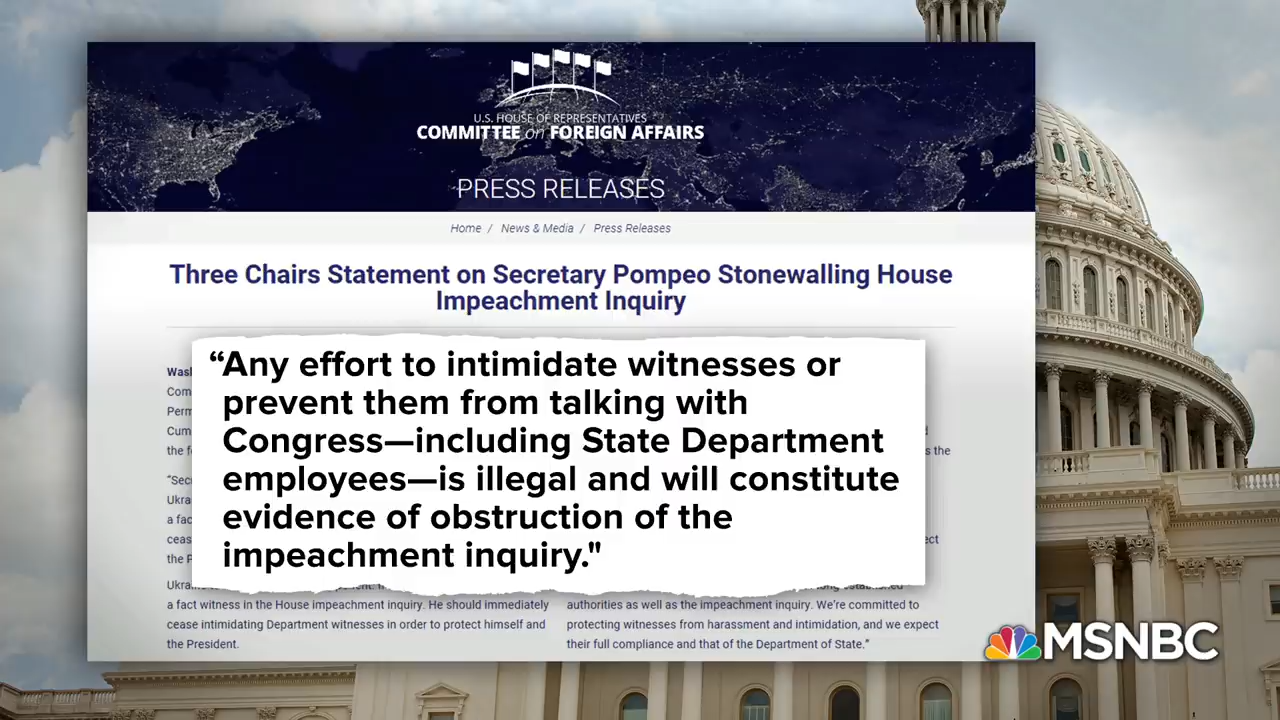 U.S. HOUSE OF REPRESENTATIVES
COMMITTEE on FOREIGN AFFAIRS
PRESS RELEASES
Home / News & Media / Press Releases
Three Chairs Statement on Secretary Pompeo Stonewalling House
Impeachment Inquiry
“Any effort to intimidate witnesses or
prevent them from talking with
Congress—including State Department
employees—is illegal and will constitute
evidence of obstruction of the
impeachment inquiry."
a fact witness in the House impeachment inquiry. He should immediately
cease intimidating Department witnesses in order to protect himself and
the President.
authorities as well as the impeachment inquiry. We’re committed to
protecting witnesses from harassment and intimidation, and we expect
their full compliance and that of the Department of State.”
MSNBC